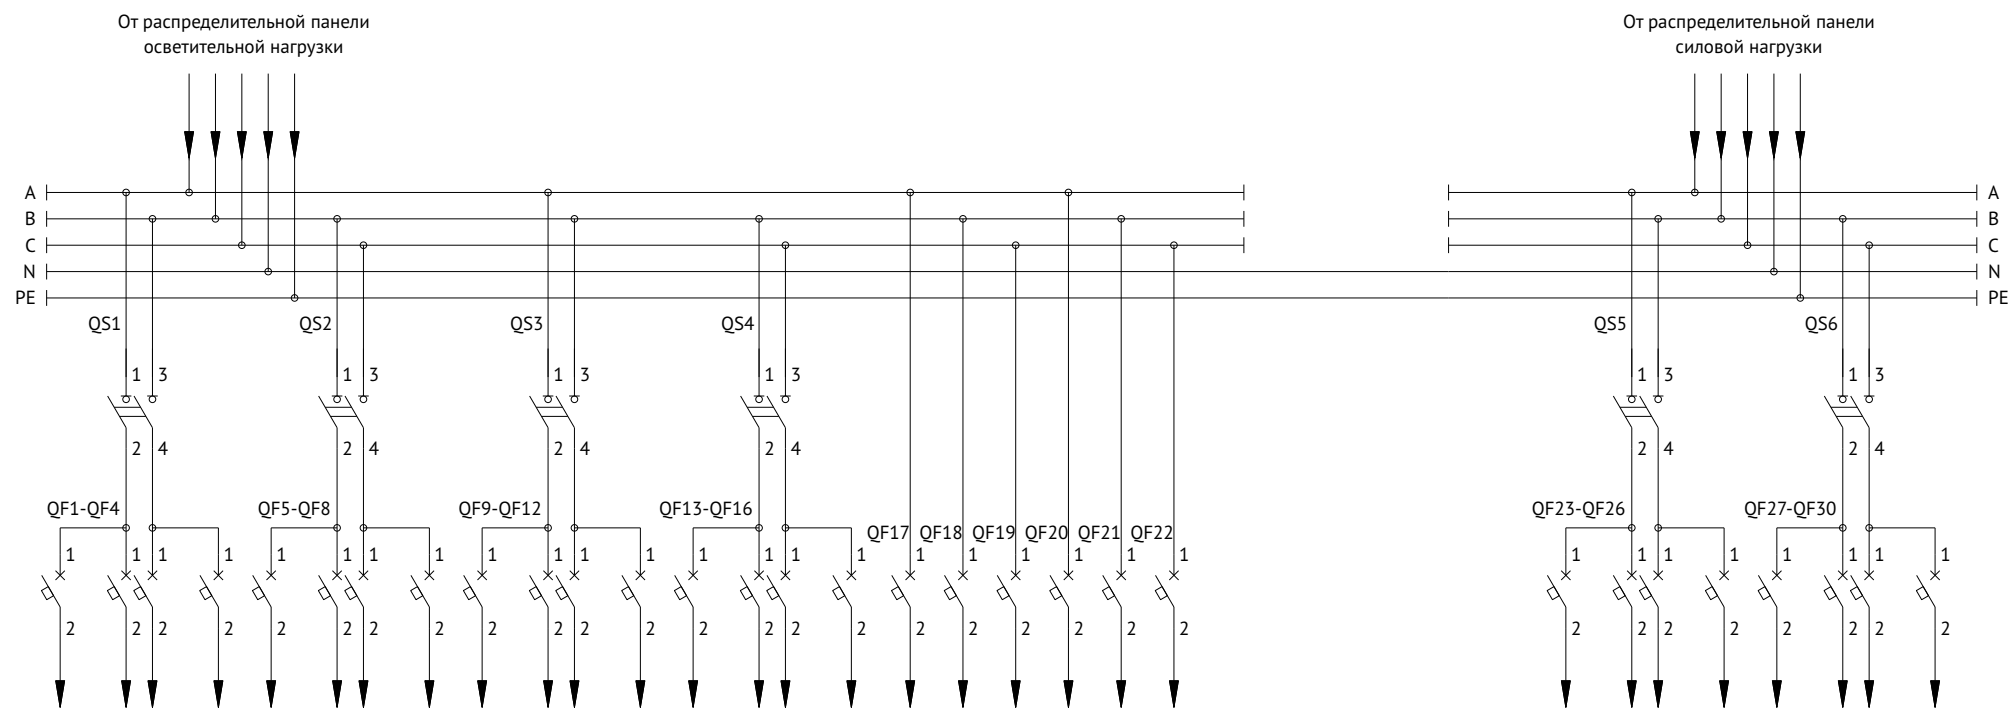 От распределительной панели
осветительной нагрузки
От распределительной панели
силовой нагрузки
A A
B B
C C
N N
PE PE
QS1 QS2 QS3 QS4 QS5 QS6
1 3 1 3 1 3 1 3 1 3 1 3
2 4 2 4 2 4 2 4 2 4 2 4
QF1-QF4 QF5-QF8 QF9-QF12 QF13-QF16 QF23-QF26 QF27-QF30
QF17 QF18 QF19 QF20 QF21 QF22
1 1 1 1 1 1 1 1 1 1 1 1 1 1 1 1 1 1 1 1 1 1 1 1 1 1 1 1 1 1
2 2 2 2 2 2 2 2 2 2 2 2 2 2 2 2 2 2 2 2 2 2 2 2 2 2 2 2 2 2